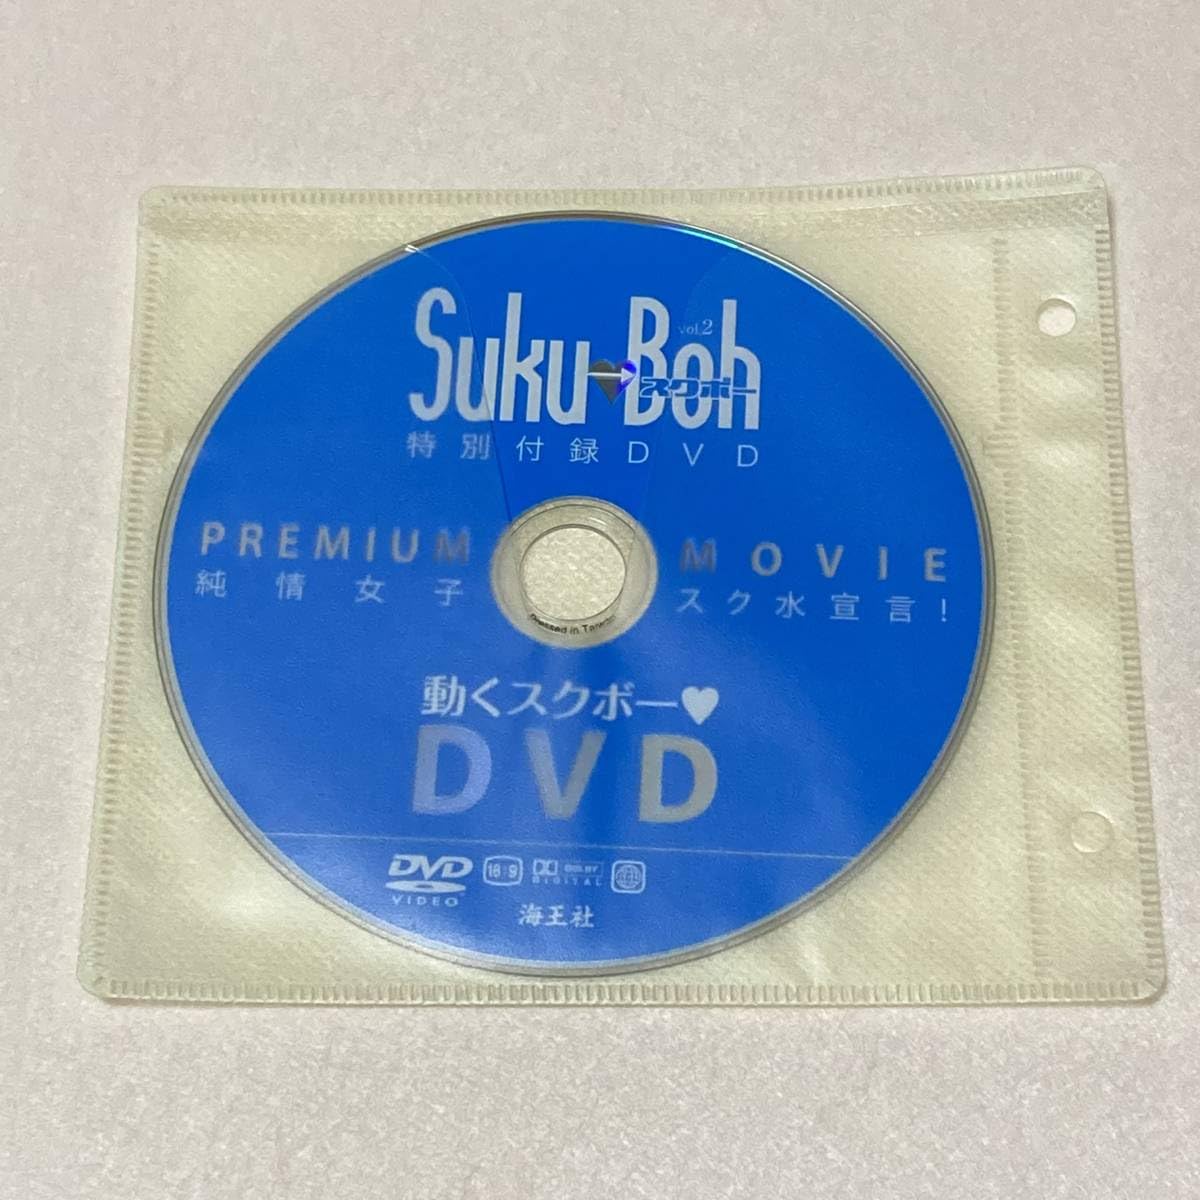 Suku Boh
vol.2
スクボー
特別付録DVD
PREMIUM MOVIE
純情女子 スク水宣言!
Pressed in Taiwan
動くスクボー♥
DVD
DVD VIDEO
16:9
DOLBY DIGITAL
海王社